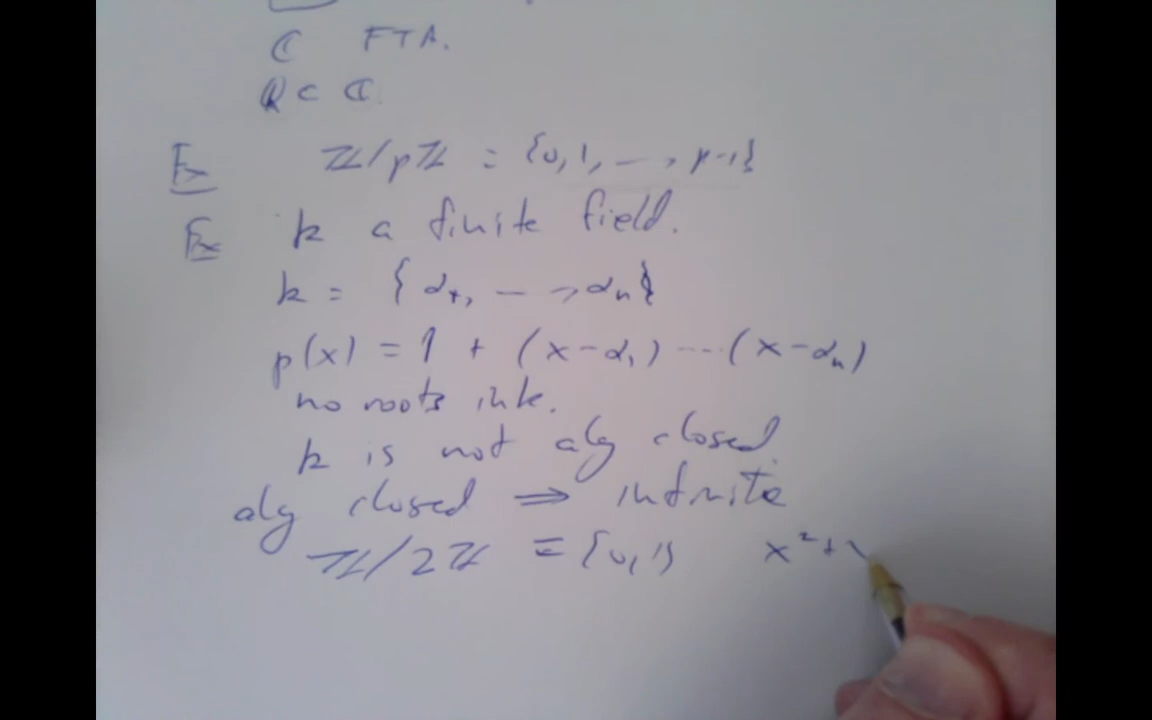 ℂ FTA.
ℚ ⊂ ℂ
Ex ℤ/pℤ = {0, 1, ..., p-1}
Ex k a finite field.
k = {α₁, ..., αₙ}
p(x) = 1 + (x-α₁) ... (x-αₙ)
no roots in k.
k is not alg closed.
alg closed ⇒ infinite
ℤ/2ℤ = {0,1} x² +